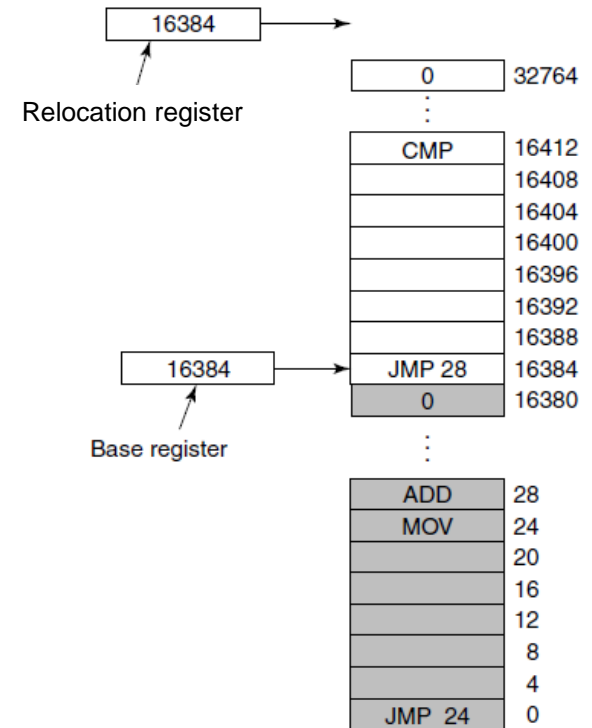 16384
Relocation register
0 32764
CMP 16412
16408
16404
16400
16396
16392
16388
16384 JMP 28 16384
0 16380
Base register
ADD 28
MOV 24
20
16
12
8
4
JMP 24 0